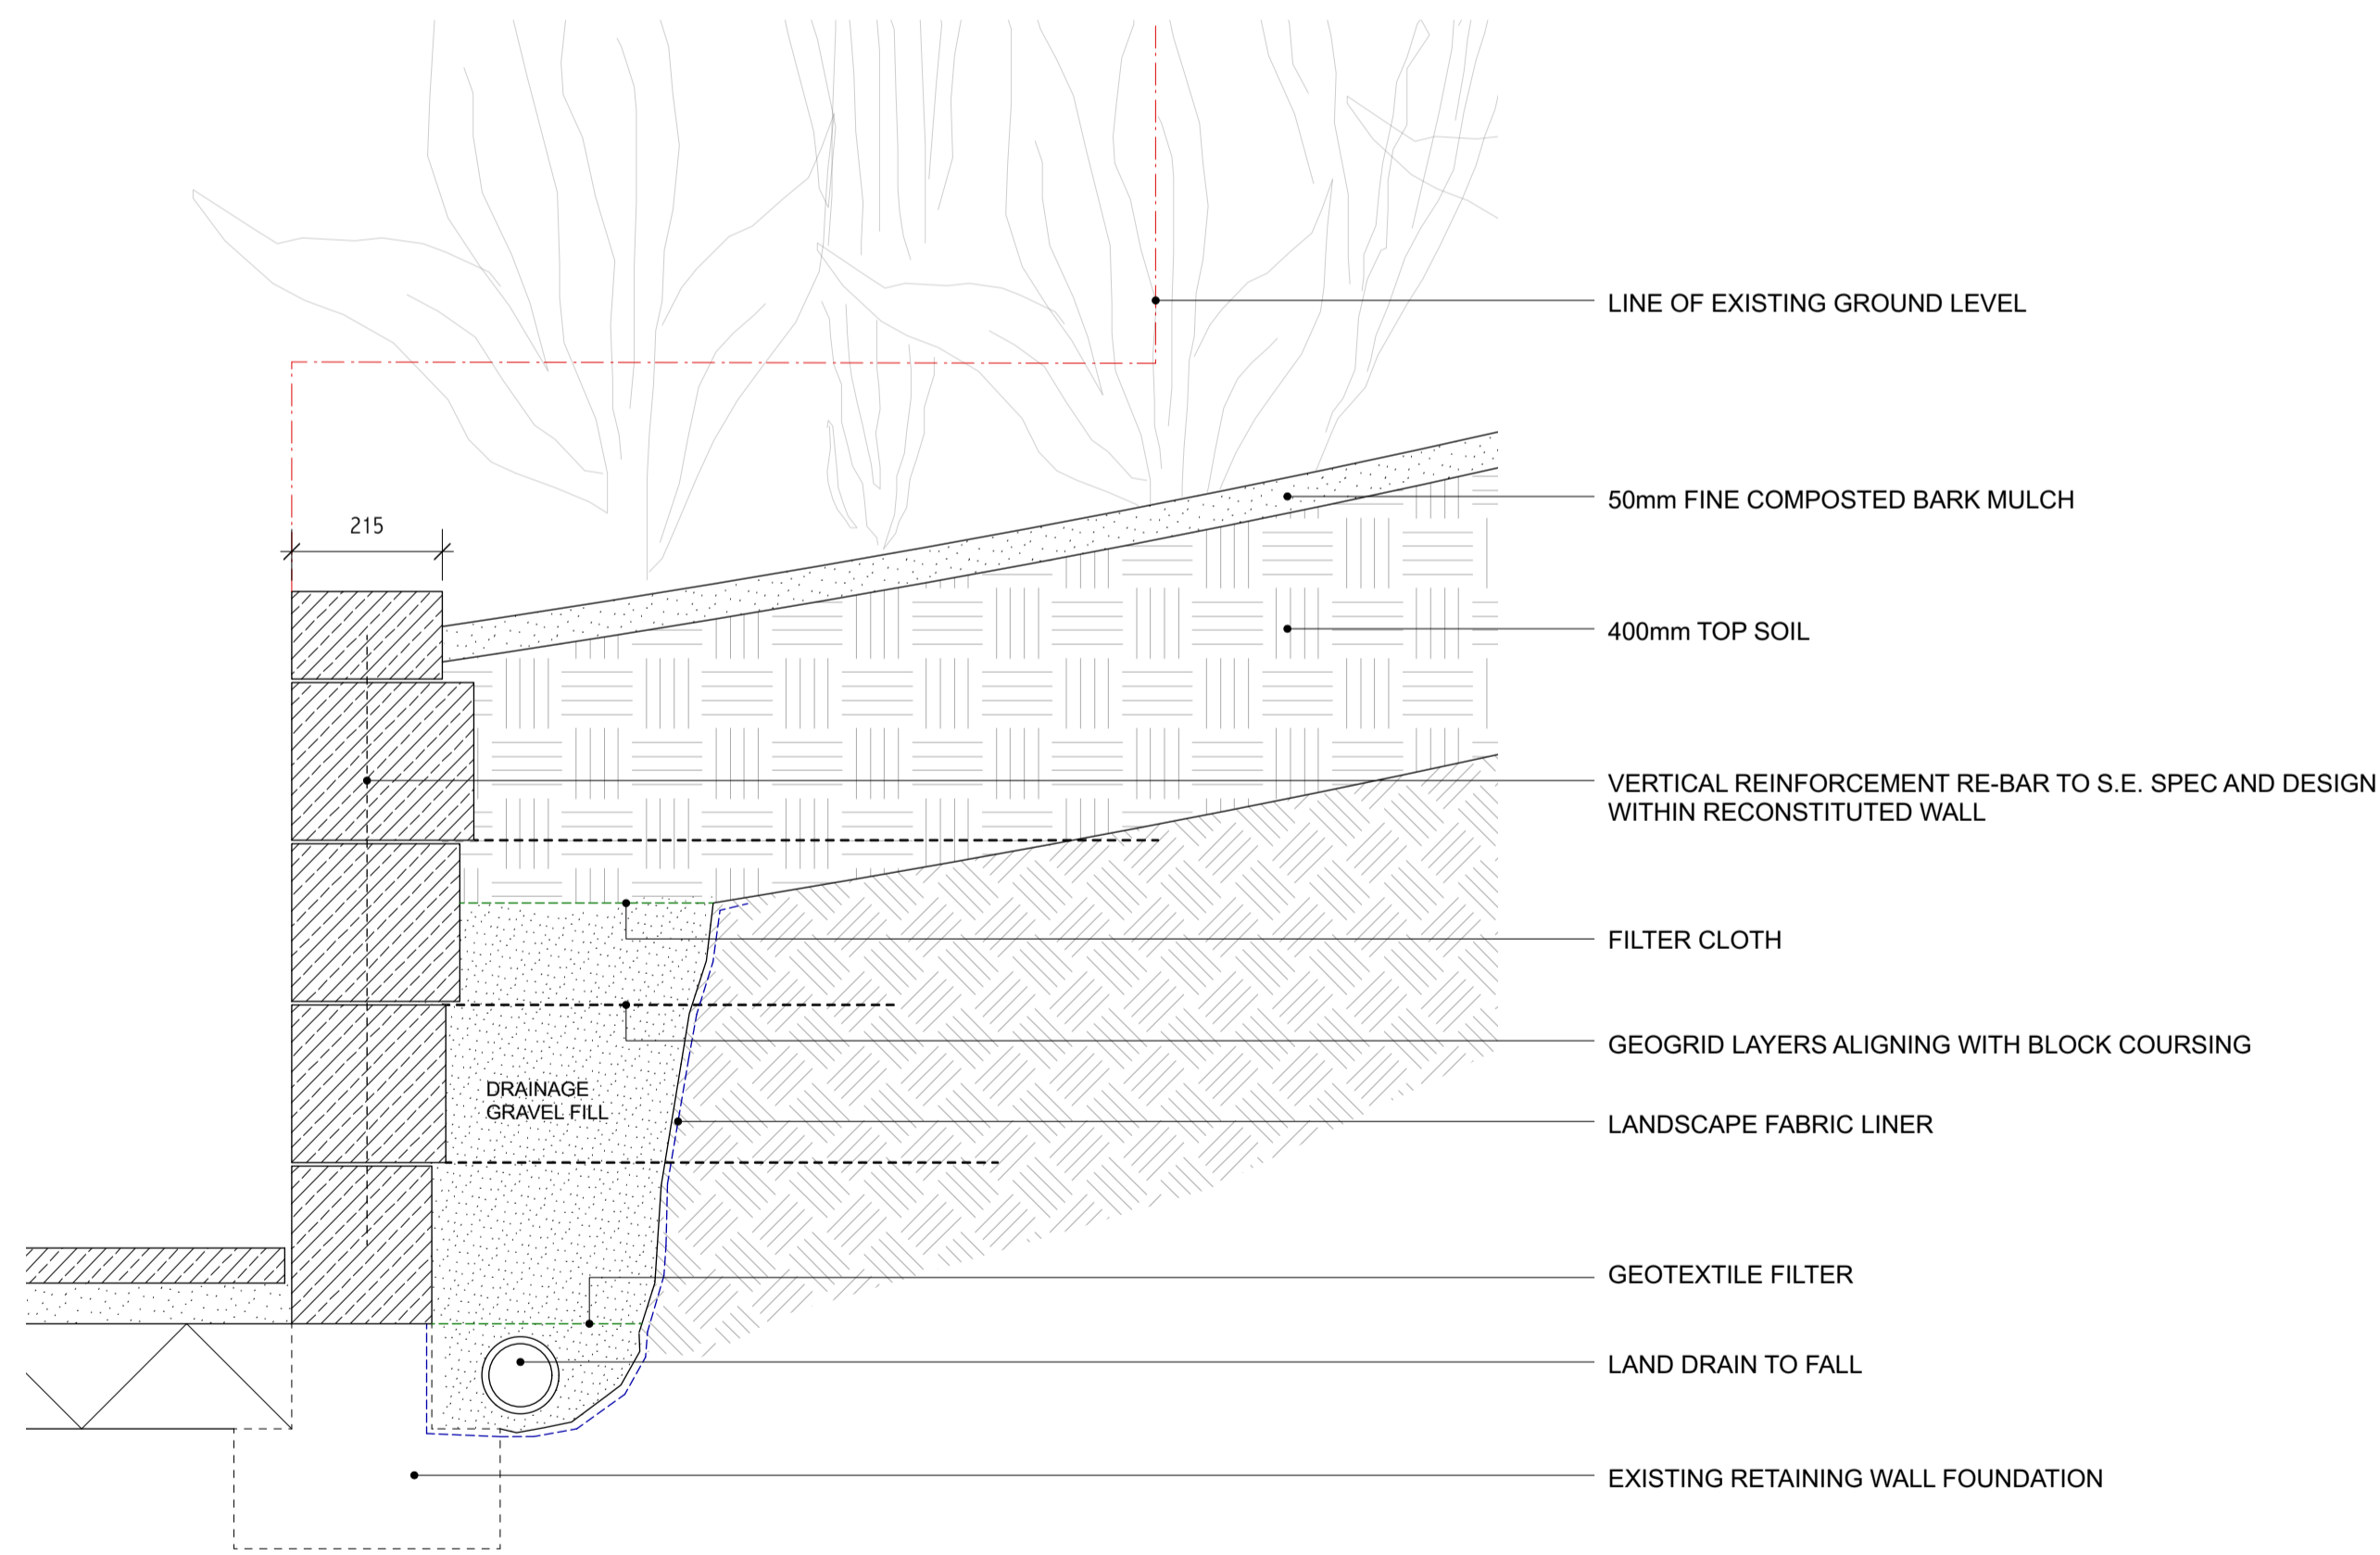 LINE OF EXISTING GROUND LEVEL
50mm FINE COMPOSTED BARK MULCH
215
400mm TOP SOIL
VERTICAL REINFORCEMENT RE-BAR TO S.E. SPEC AND DESIGN
WITHIN RECONSTITUTED WALL
FILTER CLOTH
GEOGRID LAYERS ALIGNING WITH BLOCK COURSING
DRAINAGE
GRAVEL FILL
LANDSCAPE FABRIC LINER
GEOTEXTILE FILTER
LAND DRAIN TO FALL
EXISTING RETAINING WALL FOUNDATION